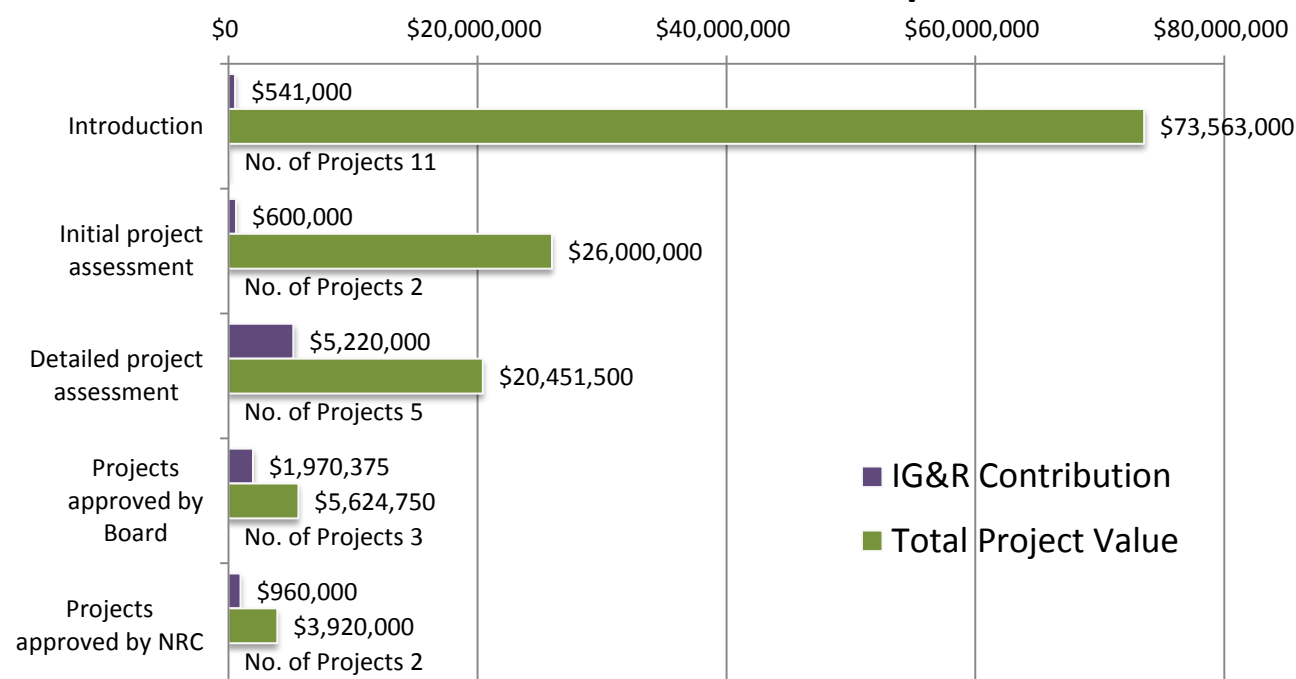 $0 $20,000,000 $40,000,000 $60,000,000 $80,000,000
$541,000
Introduction
$73,563,000
No. of Projects 11
$600,000
Initial project
assessment
$26,000,000
No. of Projects 2
$5,220,000
Detailed project
assessment
$20,451,500
No. of Projects 5
$1,970,375
Projects
approved by
Board
$5,624,750
No. of Projects 3
IG&R Contribution
Total Project Value
$960,000
Projects
approved by NRC
$3,920,000
No. of Projects 2